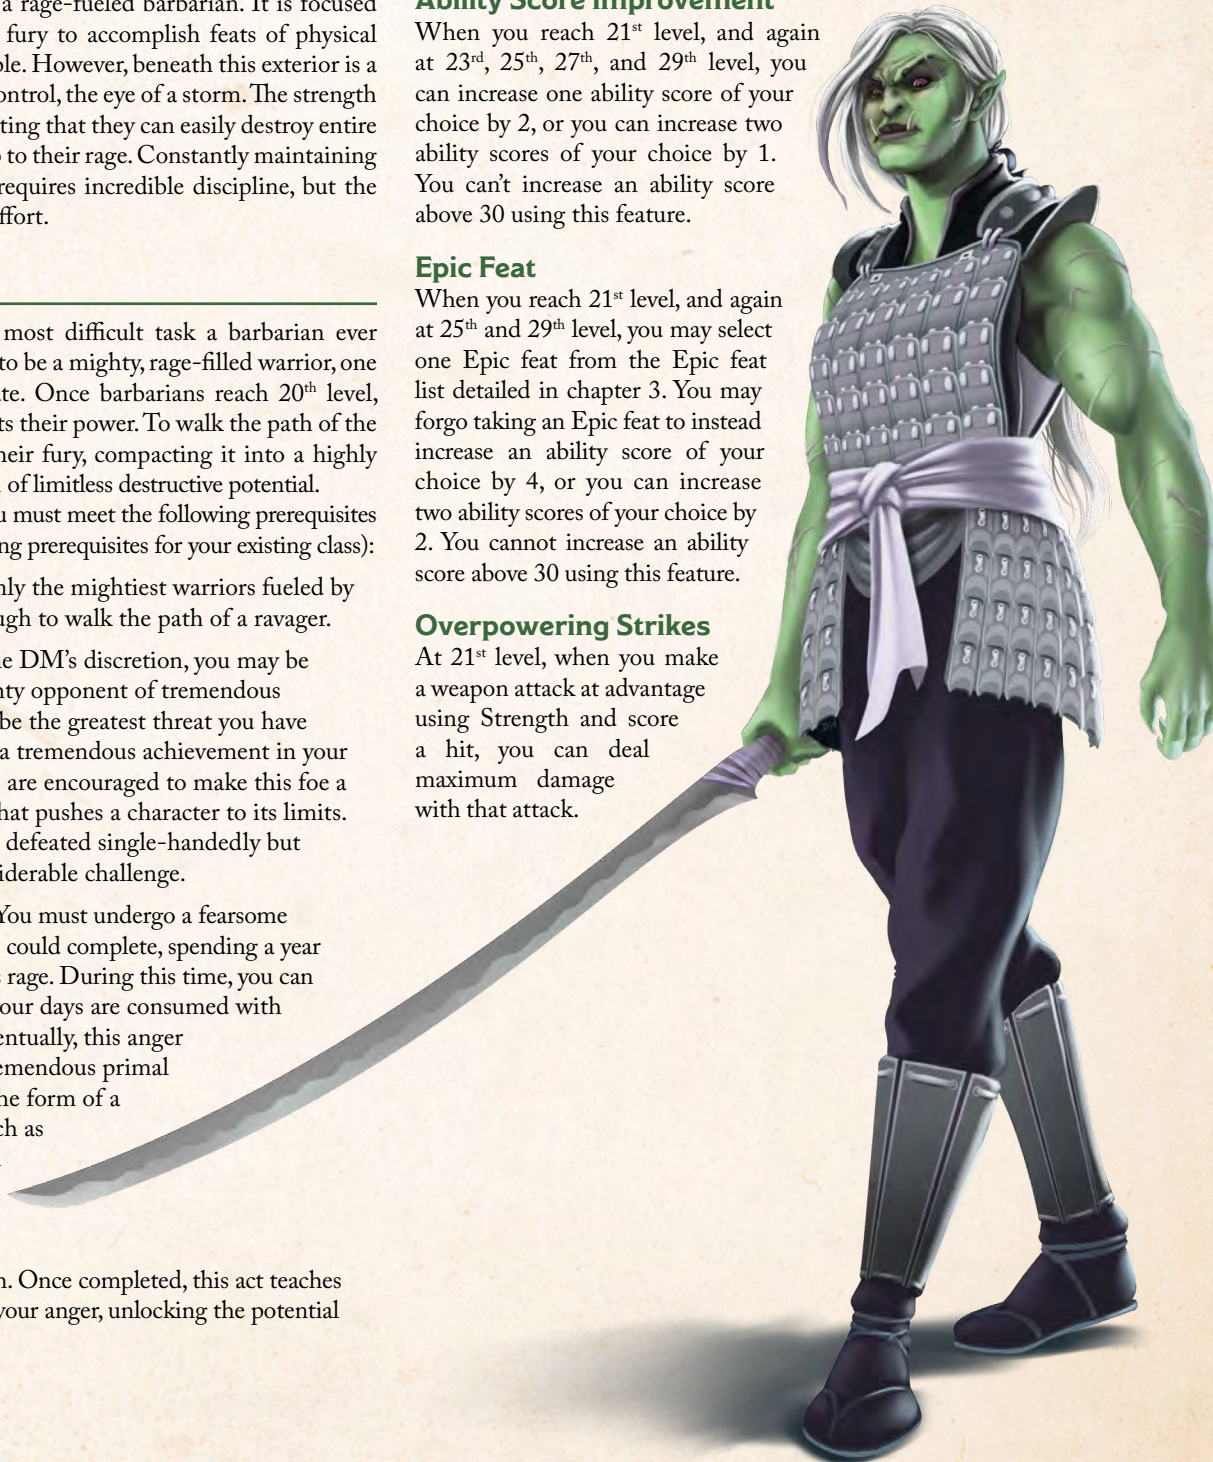 a rage-fueled barbarian. It is focused
fury to accomplish feats of physical
ble. However, beneath this exterior is a
ontrol, the eye of a storm. The strength
ting that they can easily destroy entire
to their rage. Constantly maintaining
requires incredible discipline, but the
ffort.
most difficult task a barbarian ever
to be a mighty, rage-filled warrior, one
te. Once barbarians reach 20th level,
ts their power. To walk the path of the
heir fury, compacting it into a highly
of limitless destructive potential.
u must meet the following prerequisites
ng prerequisites for your existing class):
nly the mightiest warriors fueled by
ugh to walk the path of a ravager.
he DM's discretion, you may be
hty opponent of tremendous
be the greatest threat you have
a tremendous achievement in your
are encouraged to make this foe a
hat pushes a character to its limits.
defeated single-handedly but
siderable challenge.
You must undergo a fearsome
could complete, spending a year
rage. During this time, you can
our days are consumed with
entually, this anger
emendous primal
he form of a
ch as
n. Once completed, this act teaches
your anger, unlocking the potential
Ability Score Improvement
When you reach 21st level, and again
at 23rd, 25th, 27th, and 29th level, you
can increase one ability score of your
choice by 2, or you can increase two
ability scores of your choice by 1.
You can't increase an ability score
above 30 using this feature.
Epic Feat
When you reach 21st level, and again
at 25th and 29th level, you may select
one Epic feat from the Epic feat
list detailed in chapter 3. You may
forgo taking an Epic feat to instead
increase an ability score of your
choice by 4, or you can increase
two ability scores of your choice by
2. You cannot increase an ability
score above 30 using this feature.
Overpowering Strikes
At 21st level, when you make
a weapon attack at advantage
using Strength and score
a hit, you can deal
maximum damage
with that attack.